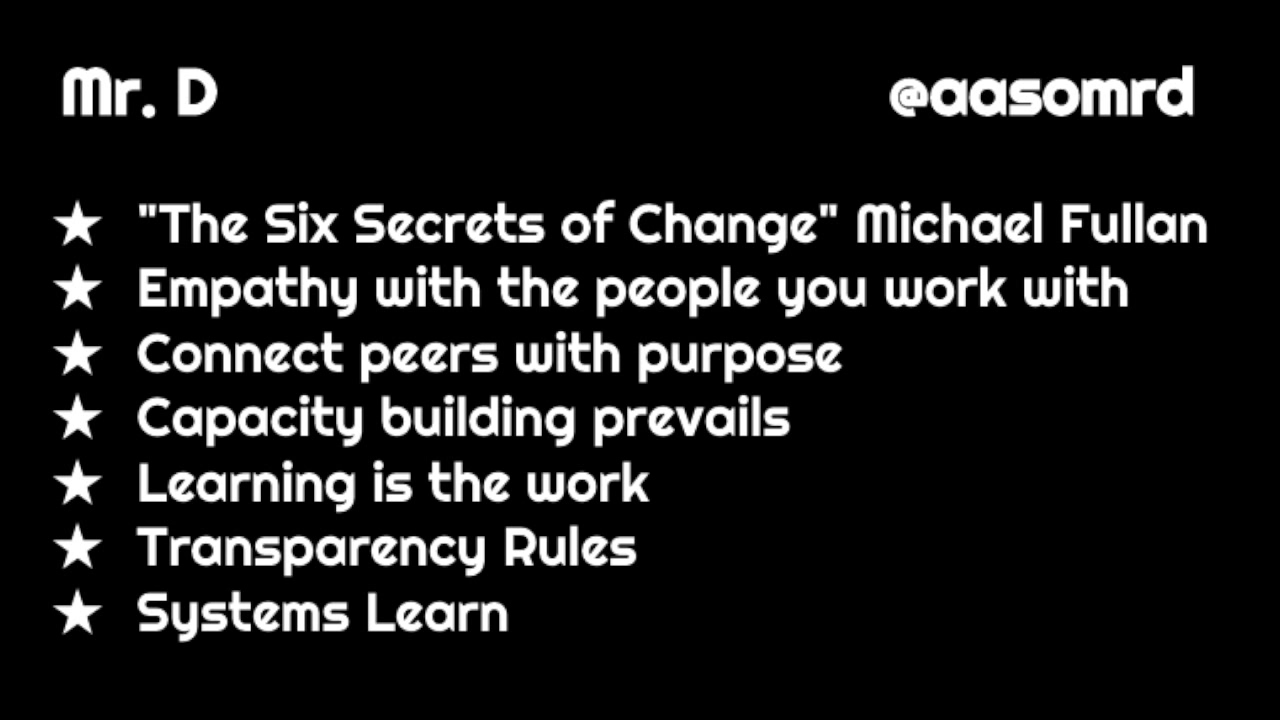 Mr. D @aasomrd
★ "The Six Secrets of Change" Michael Fullan
★ Empathy with the people you work with
★ Connect peers with purpose
★ Capacity building prevails
★ Learning is the work
★ Transparency Rules
★ Systems Learn